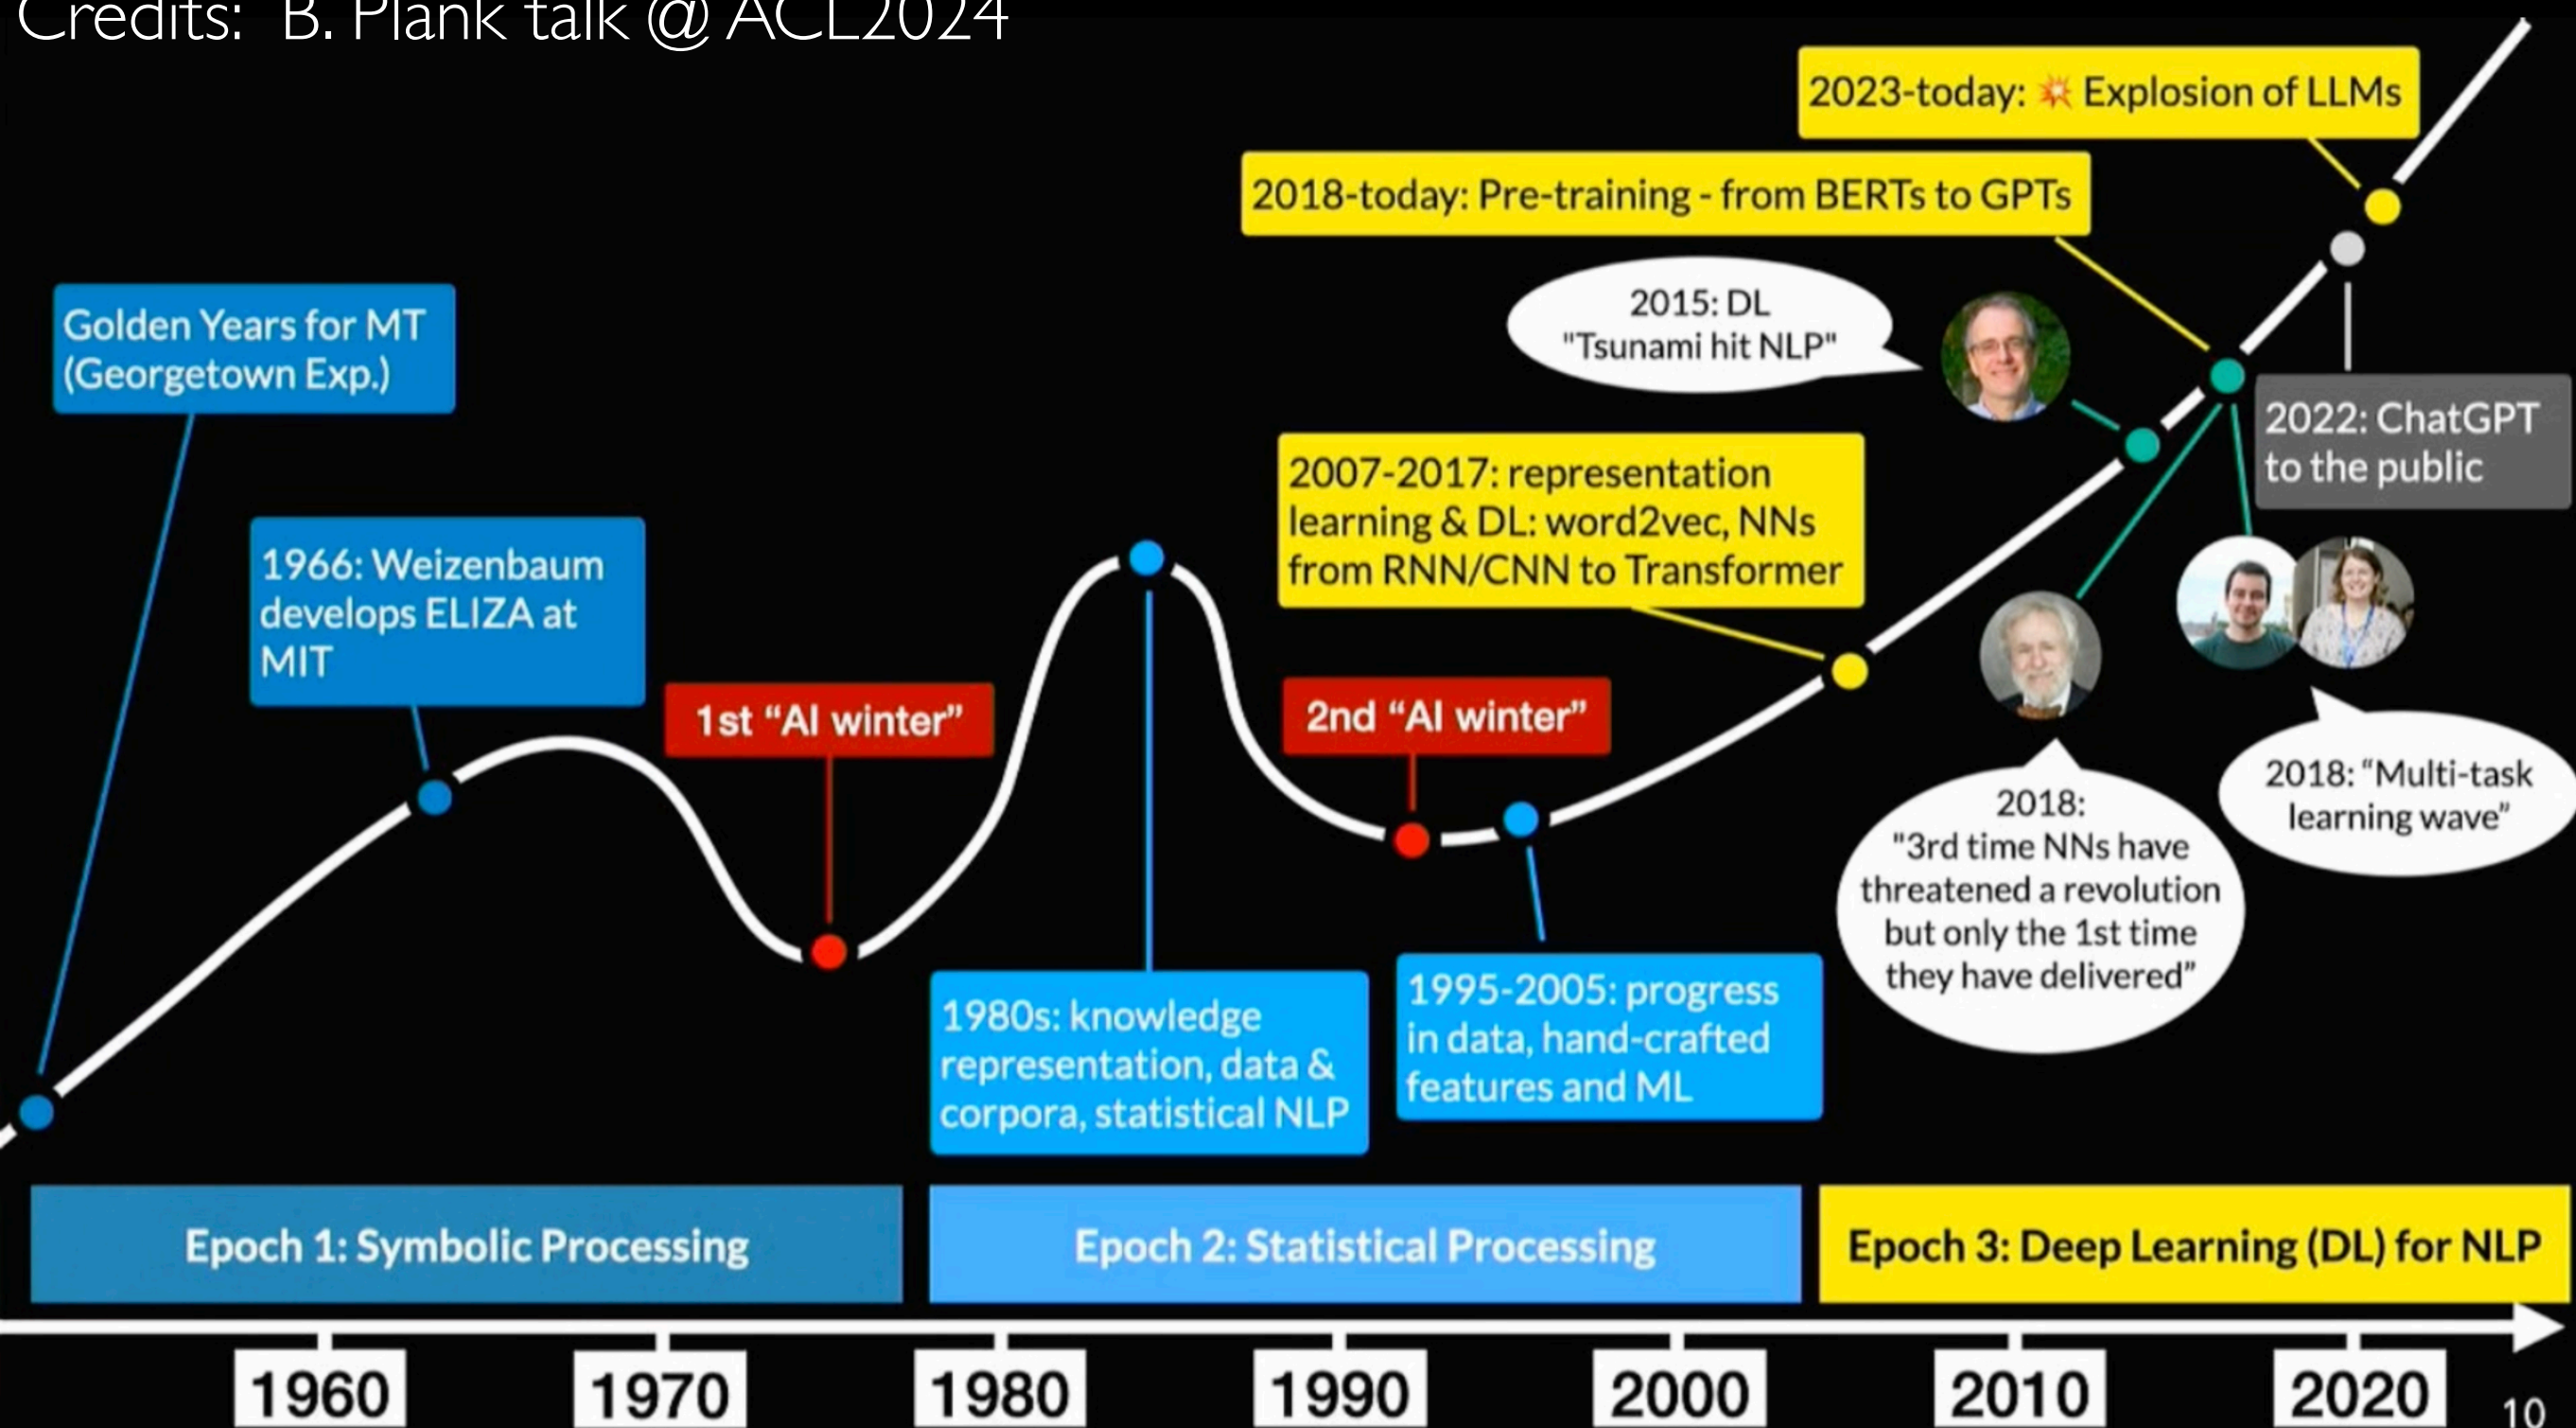 Credits: B. Plank talk @ ACL2024
2023-today: 💥 Explosion of LLMs
2018-today: Pre-training - from BERTs to GPTs
2015: DL
"Tsunami hit NLP"
Golden Years for MT
(Georgetown Exp.)
2022: ChatGPT
to the public
2007-2017: representation
learning & DL: word2vec, NNs
from RNN/CNN to Transformer
1966: Weizenbaum
develops ELIZA at
MIT
1st “AI winter”
2nd “AI winter”
2018: “Multi-task
learning wave”
2018:
"3rd time NNs have
threatened a revolution
but only the 1st time
they have delivered”
1980s: knowledge
representation, data &
corpora, statistical NLP
1995-2005: progress
in data, hand-crafted
features and ML
Epoch 1: Symbolic Processing
Epoch 2: Statistical Processing
Epoch 3: Deep Learning (DL) for NLP
1960
1970
1980
1990
2000
2010
2020
10